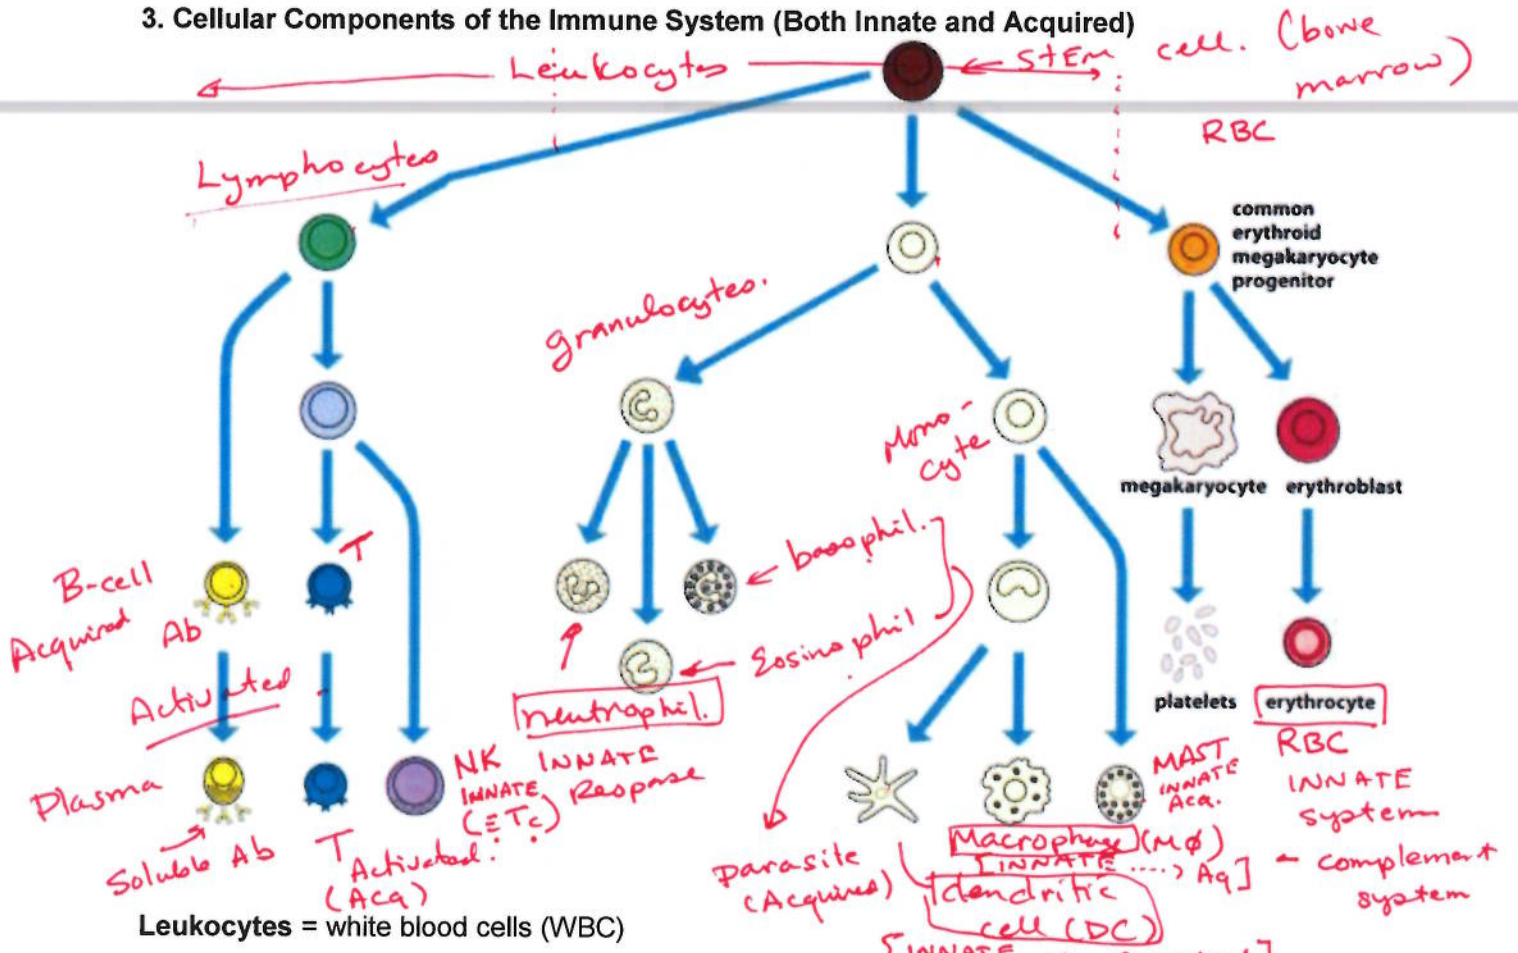 3. Cellular Components of the Immune System (Both Innate and Acquired)
Leukocytes
STEM cell. (bone
marrow)
RBC
Lymphocytes
common
erythroid
megakaryocyte
progenitor
granulocytes.
Mono-
cyte
megakaryocyte
erythroblast
basophil.
T
B-cell
Acquired
Ab
Eosinophil
Activated
neutrophil.
platelets
erythrocyte
RBC
NK
INNATE
INNATE
Response
MAST
INNATE
Acq.
INNATE
system
Plasma
(≡ Tc)
Soluble Ab
T
Activated.
(Acq)
Macrophage (MØ)
[INNATE ....> Aq]
- complement
system
parasite
(Acquired)
dendritic
cell (DC)
Leukocytes = white blood cells (WBC)
[INNATE